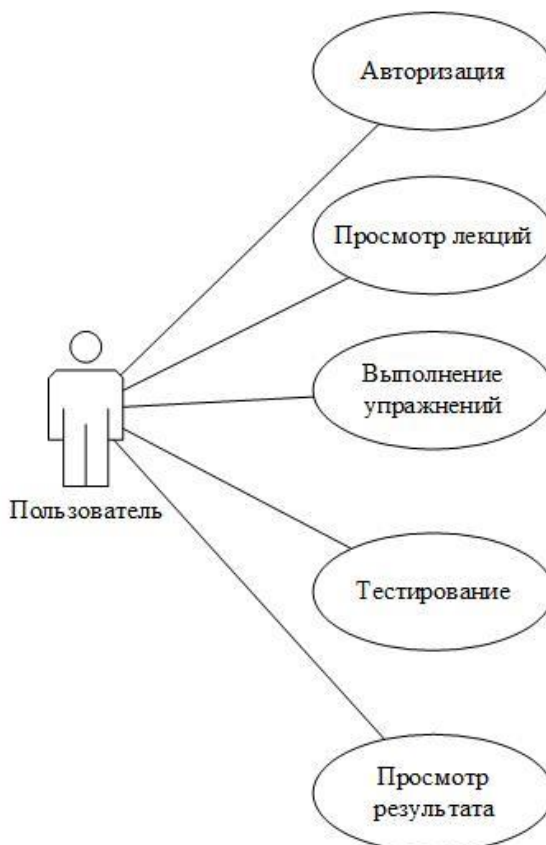 Авторизация
Просмотр лекций
Выполнение
упражнений
Пользователь
Тестирование
Просмотр
результата